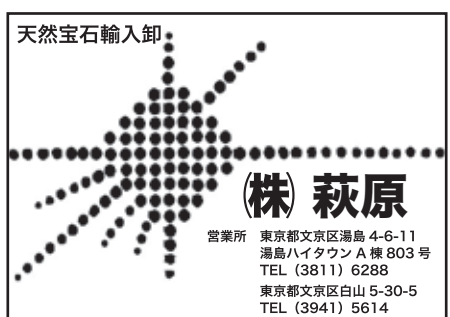 天然宝石輸入卸
㈱ 萩原
営業所 東京都文京区湯島 4-6-11
湯島ハイタウン A 棟 803 号
TEL（3811）6288
東京都文京区白山 5-30-5
TEL（3941）5614